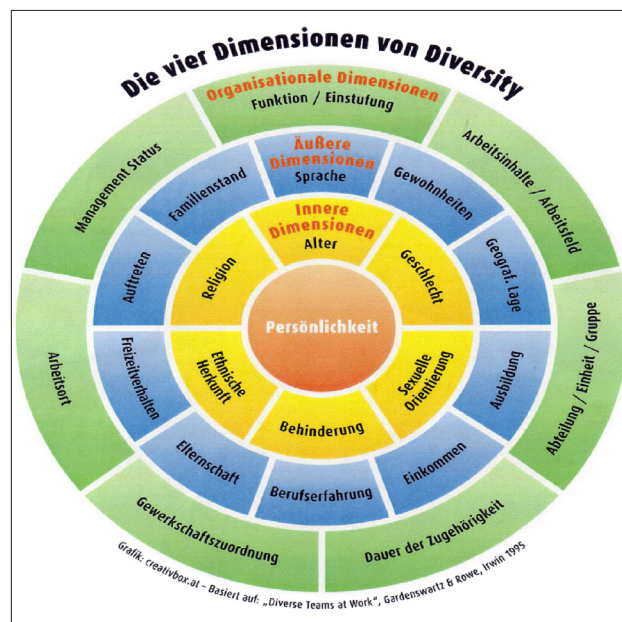 Die vier Dimensionen von Diversity
Organisationale Dimensionen
Funktion / Einstufung
Arbeitsinhalte / Arbeitsfeld
Abteilung / Einheit / Gruppe
Dauer der Zugehörigkeit
Gewerkschaftszuordnung
Arbeitsort
Management Status
Äußere
Dimensionen
Sprache
Gewohnheiten
Geograf. Lage
Ausbildung
Einkommen
Berufserfahrung
Elternschaft
Freizeitverhalten
Auftreten
Familienstand
Innere
Dimensionen
Alter
Geschlecht
Sexuelle
Orientierung
Behinderung
Ethnische
Herkunft
Religion
Persönlichkeit
Grafik: creativbox.at – Basiert auf: „Diverse Teams at Work“, Gardenswartz & Rowe, Irwin 1995